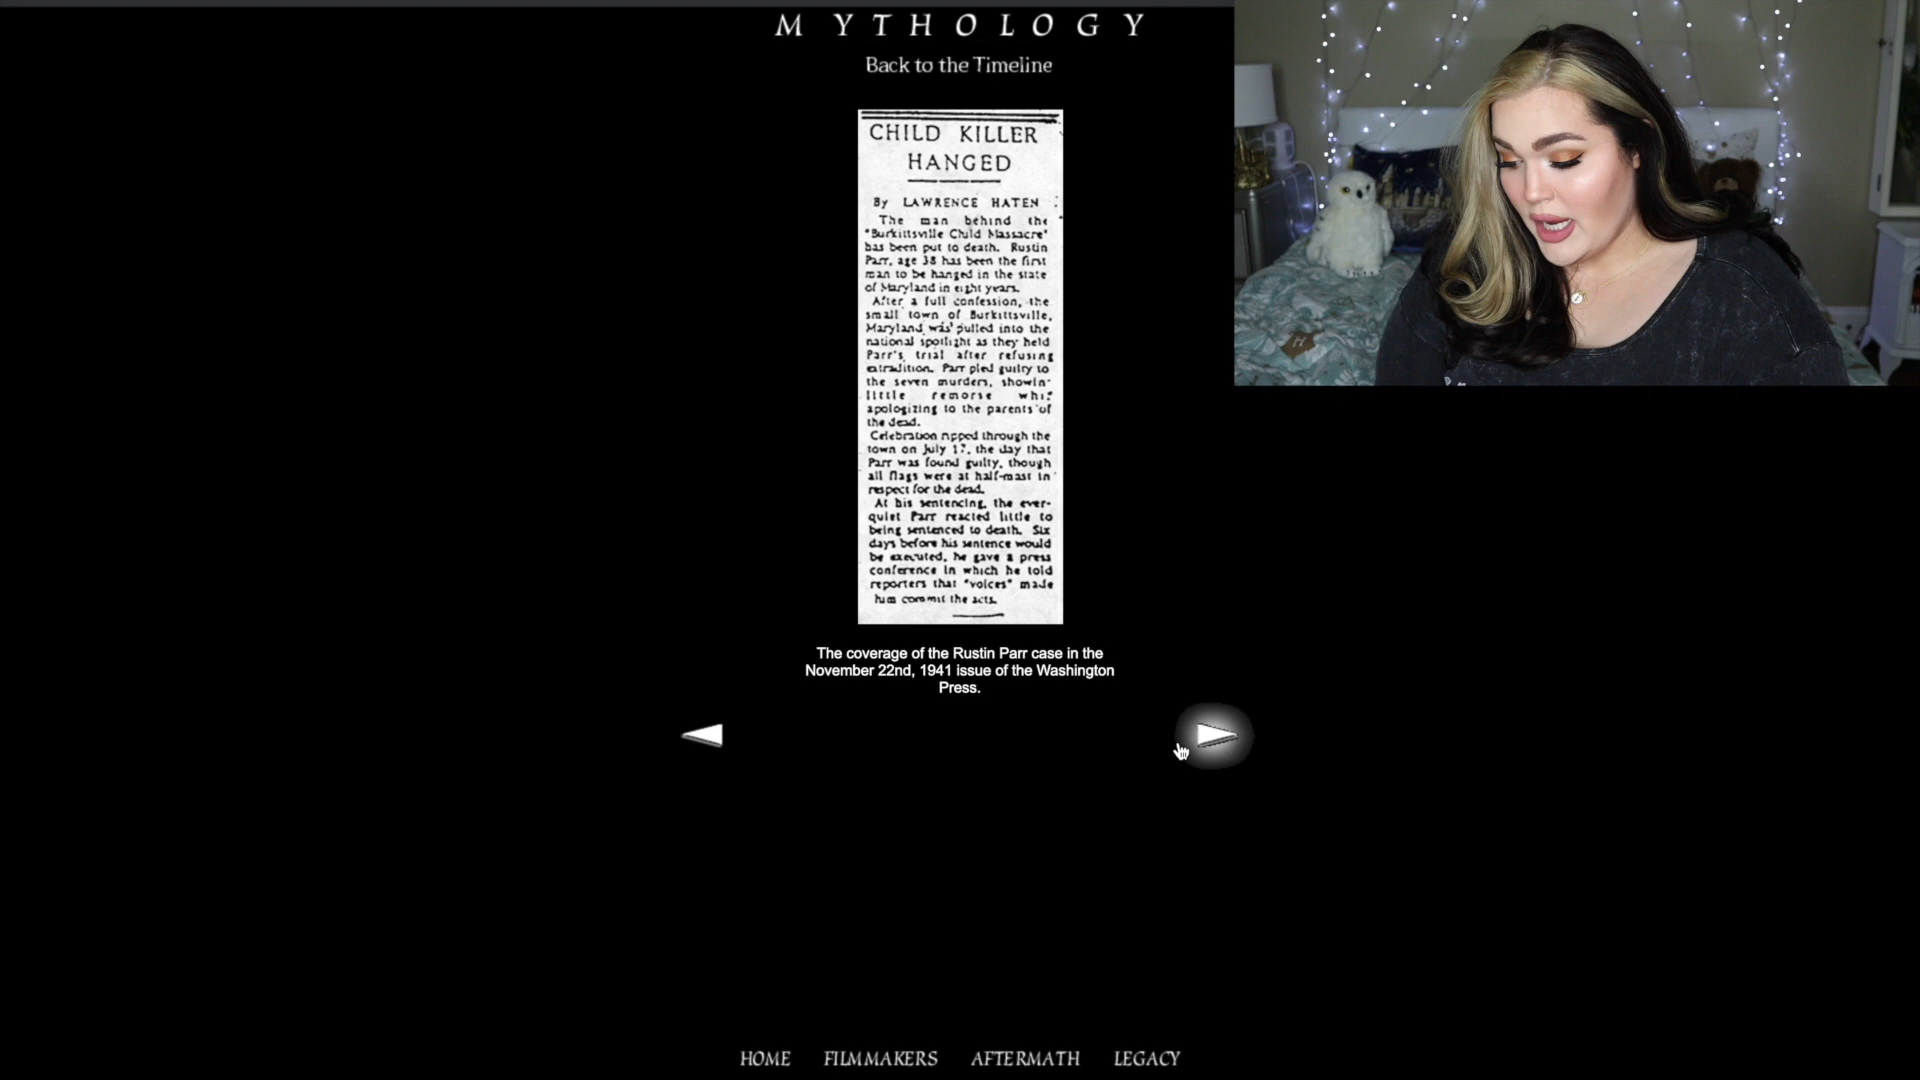 MYTHOLOGY
Back to the Timeline
CHILD KILLER
HANGED
By LAWRENCE HATEN
The man behind the
"Burkittsville Child Massacre"
has been put to death. Rustin
Parr, age 38 has been the first
man to be hanged in the state
of Maryland in eight years.
After a full confession, the
small town of Burkittsville,
Maryland was pulled into the
national spotlight as they held
Parr's trial after refusing
extradition. Parr pled guilty to
the seven murders, showin
little remorse whi
apologizing to the parents of
the dead.
Celebration ripped through the
town on July 17, the day that
Parr was found guilty, though
all flags were at half-mast in
respect for the dead.
At his sentencing, the ever-
quiet Parr reacted little to
being sentenced to death. Six
days before his sentence would
be executed, he gave a press
conference in which he told
reporters that "voices" made
him commit the acts.
The coverage of the Rustin Parr case in the
November 22nd, 1941 issue of the Washington
Press.
HOME FILMMAKERS AFTERMATH LEGACY